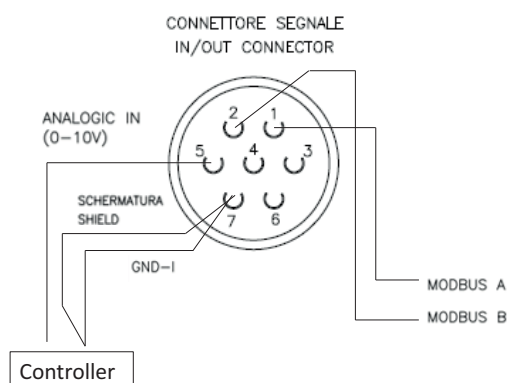 CONNETTORE SEGNALE
IN/OUT CONNECTOR
ANALOGIC IN
(0-10V)
2
1
5
4
3
SCHERMATURA
SHIELD
7
6
GND-I
MODBUS A
MODBUS B
Controller